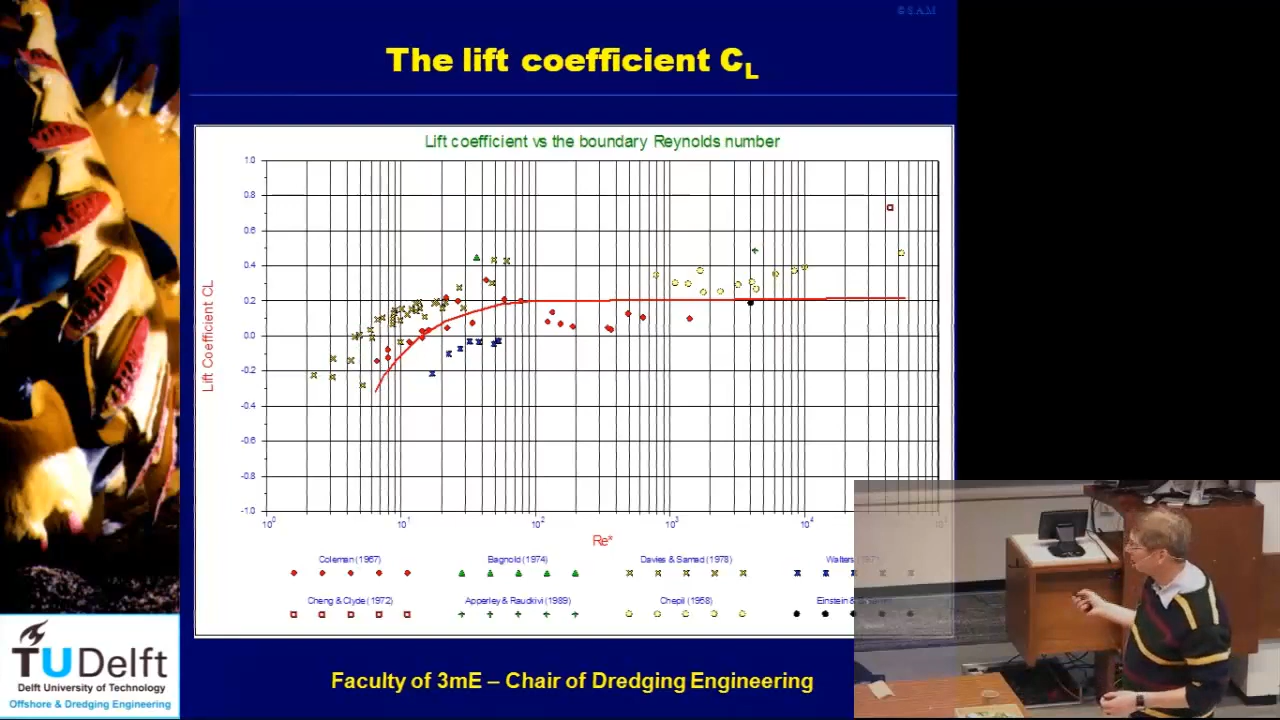 ©SAM
The lift coefficient CL
Lift coefficient vs the boundary Reynolds number
1.0
0.8
0.6
0.4
0.2
0.0
-0.2
-0.4
-0.6
-0.8
-1.0
Lift Coefficient CL
10⁰ 10¹ 10² 10³ 10⁴
Re*
Coleman (1967) Bagnold (1974) Davies & Samad (1978)
Cheng & Clyde (1972) Apperley & Raudkivi (1989) Chepil (1958) Einstein &
TU Delft
Delft University of Technology
Offshore & Dredging Engineering
Faculty of 3mE – Chair of Dredging Engineering